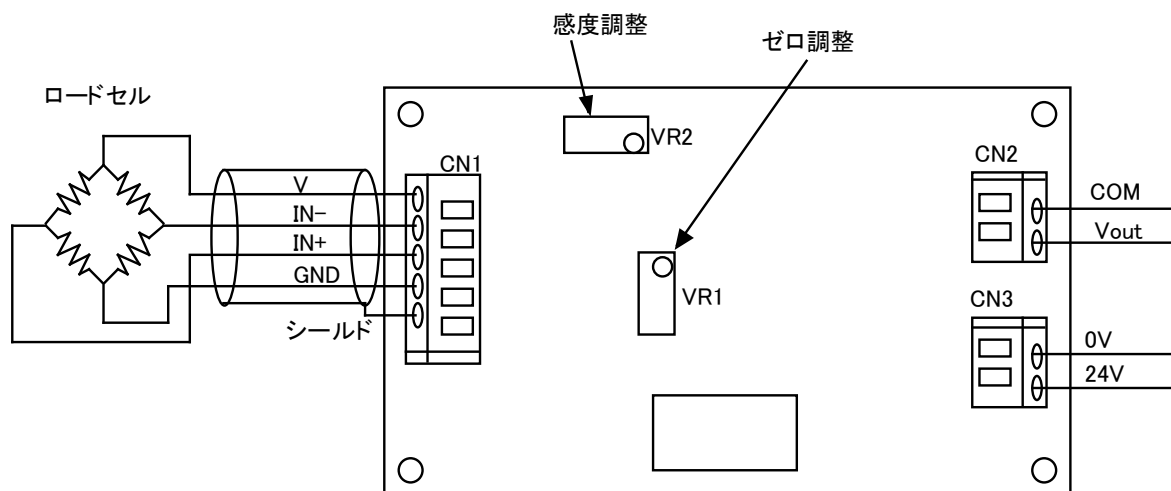 感度調整
ゼロ調整
ロードセル
VR2
CN1
CN2
V
COM
IN-
Vout
IN+
GND
VR1
CN3
シールド
0V
24V